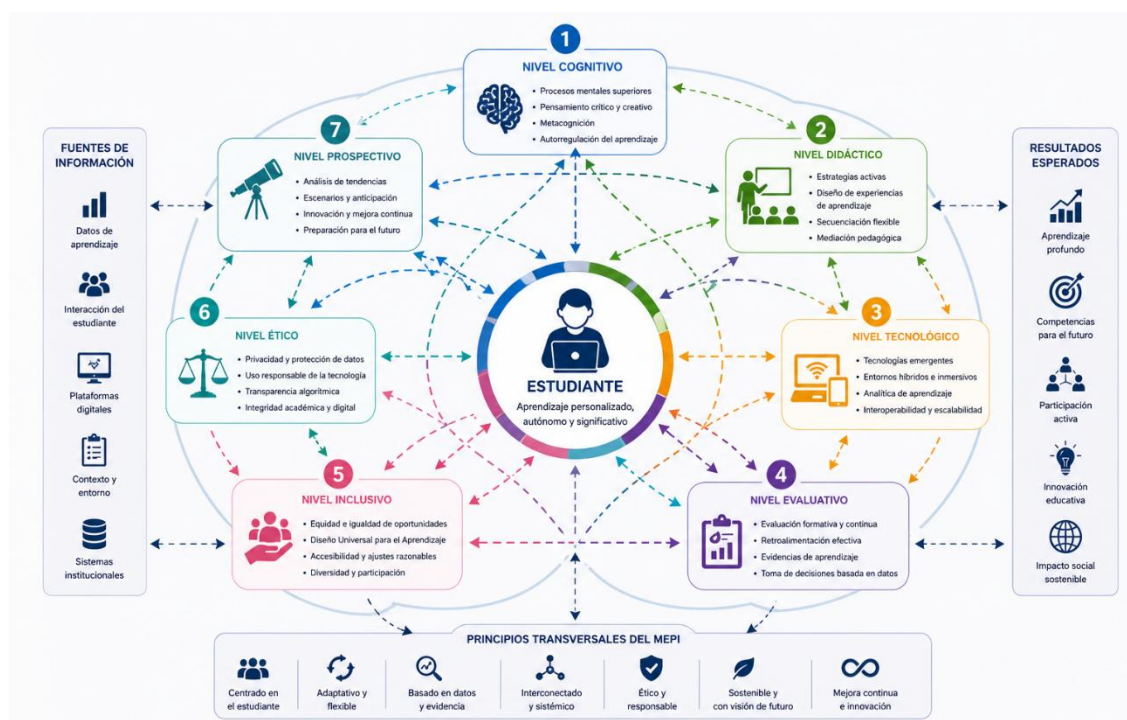 1
NIVEL COGNITIVO
• Procesos mentales superiores
• Pensamiento crítico y creativo
• Metacognición
• Autorregulación del aprendizaje
7
NIVEL PROSPECTIVO
• Análisis de tendencias
• Escenarios y anticipación
• Innovación y mejora continua
• Preparación para el futuro
2
NIVEL DIDÁCTICO
• Estrategias activas
• Diseño de experiencias
de aprendizaje
• Secuenciación flexible
• Mediación pedagógica
FUENTES DE
INFORMACIÓN
Datos de
aprendizaje
Interacción del
estudiante
Plataformas
digitales
Contexto y
entorno
Sistemas
institucionales
RESULTADOS
ESPERADOS
Aprendizaje
profundo
Competencias
para el futuro
Participación
activa
Innovación
educativa
Impacto social
sostenible
6
NIVEL ÉTICO
• Privacidad y protección de datos
• Uso responsable de la tecnología
• Transparencia algorítmica
• Integridad académica y digital
ESTUDIANTE
Aprendizaje personalizado,
autónomo y significativo
3
NIVEL TECNOLÓGICO
• Tecnologías emergentes
• Entornos híbridos e inmersivos
• Analítica de aprendizaje
• Interoperabilidad y escalabilidad
5
NIVEL INCLUSIVO
• Equidad e igualdad de oportunidades
• Diseño Universal para el Aprendizaje
• Accesibilidad y ajustes razonables
• Diversidad y participación
4
NIVEL EVALUATIVO
• Evaluación formativa y continua
• Retroalimentación efectiva
• Evidencias de aprendizaje
• Toma de decisiones basada en datos
PRINCIPIOS TRANSVERSALES DEL MEPI
Centrado en
el estudiante
Adaptativo y
flexible
Basado en datos
y evidencia
Interconectado
y sistémico
Ético y
responsable
Sostenible y
con visión de futuro
Mejora continua
e innovación